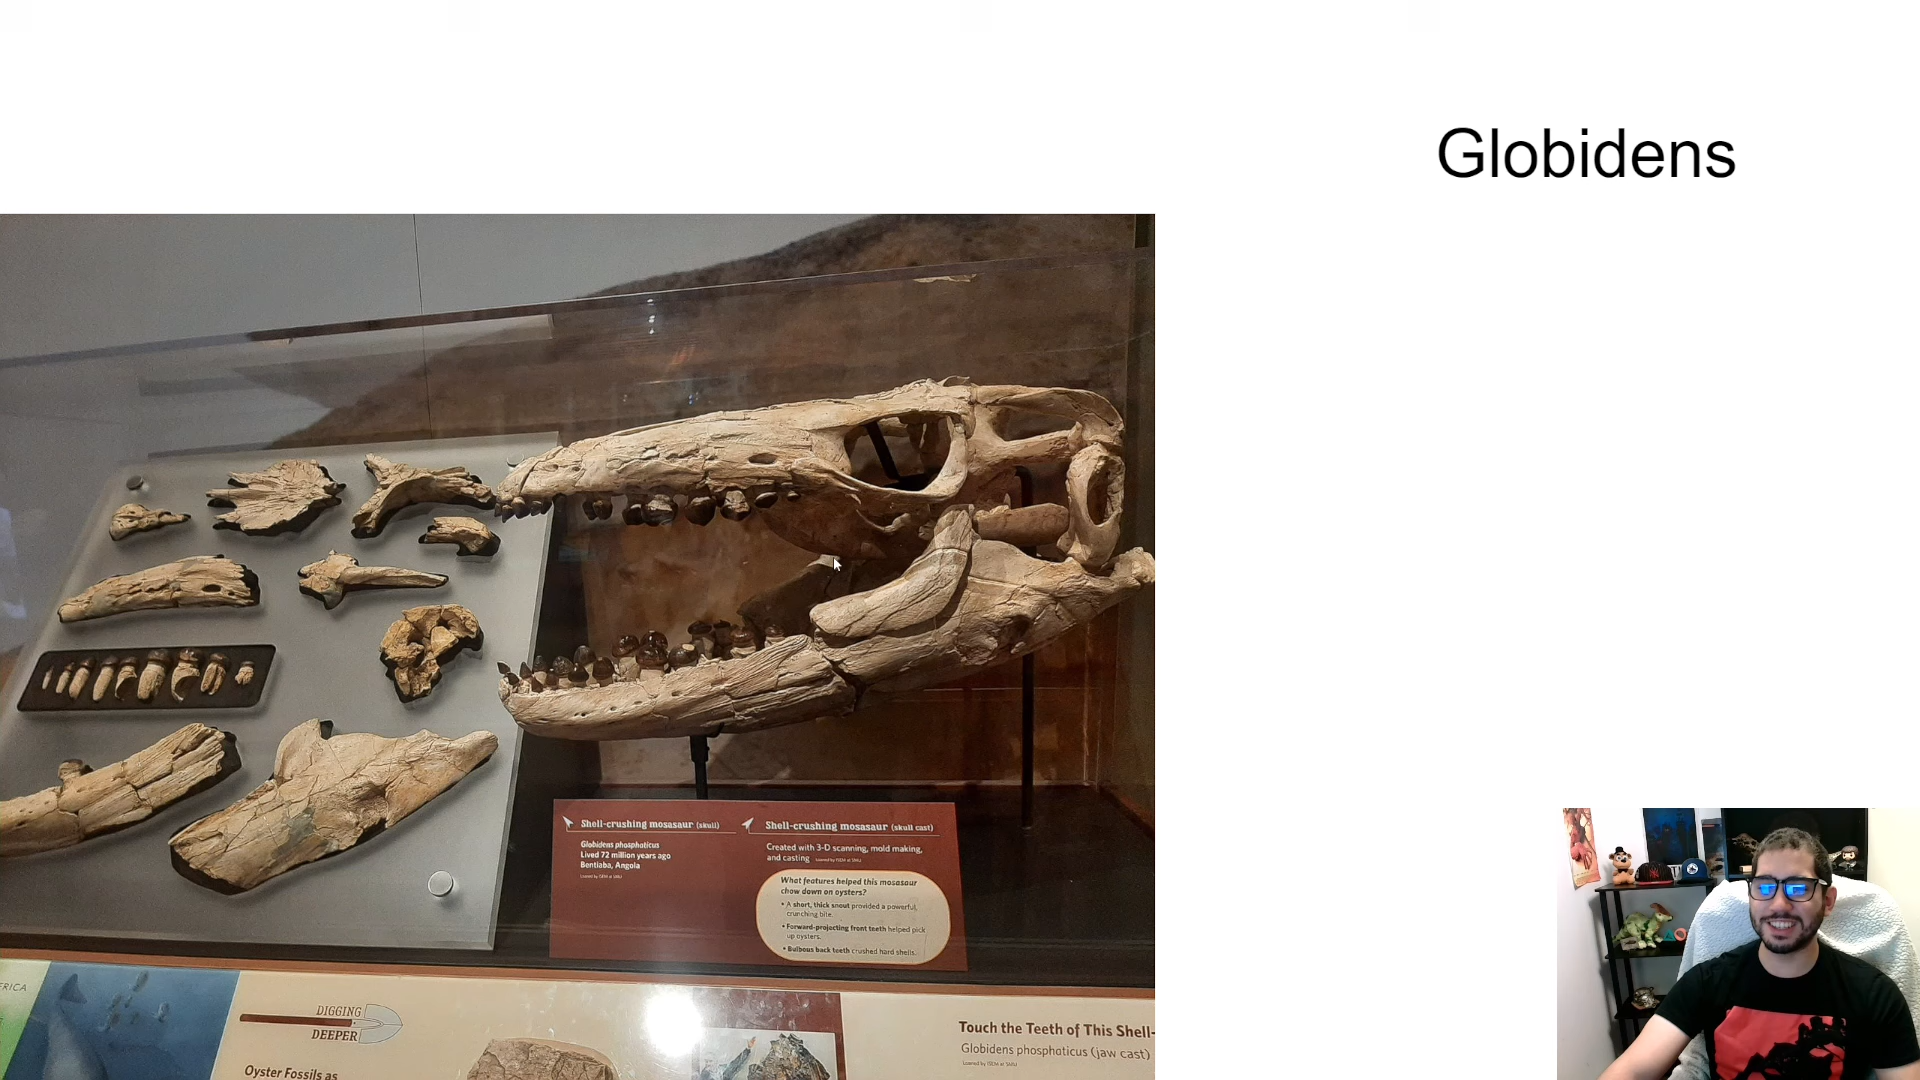 Globidens
Shell-crushing mosasaur (skull)
Globidens phosphaticus
Lived 72 million years ago
Bentiaba, Angola
Loaned by ISEM at SMU
Shell-crushing mosasaur (skull cast)
Created with 3-D scanning, mold making,
and casting Loaned by ISEM at SMU
What features helped this mosasaur
chow down on oysters?
• A short, thick snout provided a powerful,
crunching bite.
• Forward-projecting front teeth helped pick
up oysters.
• Bulbous back teeth crushed hard shells.
FRICA
DIGGING
DEEPER
Oyster Fossils as
Touch the Teeth of This Shell-
Globidens phosphaticus (jaw cast)
Loaned by ISEM at SMU